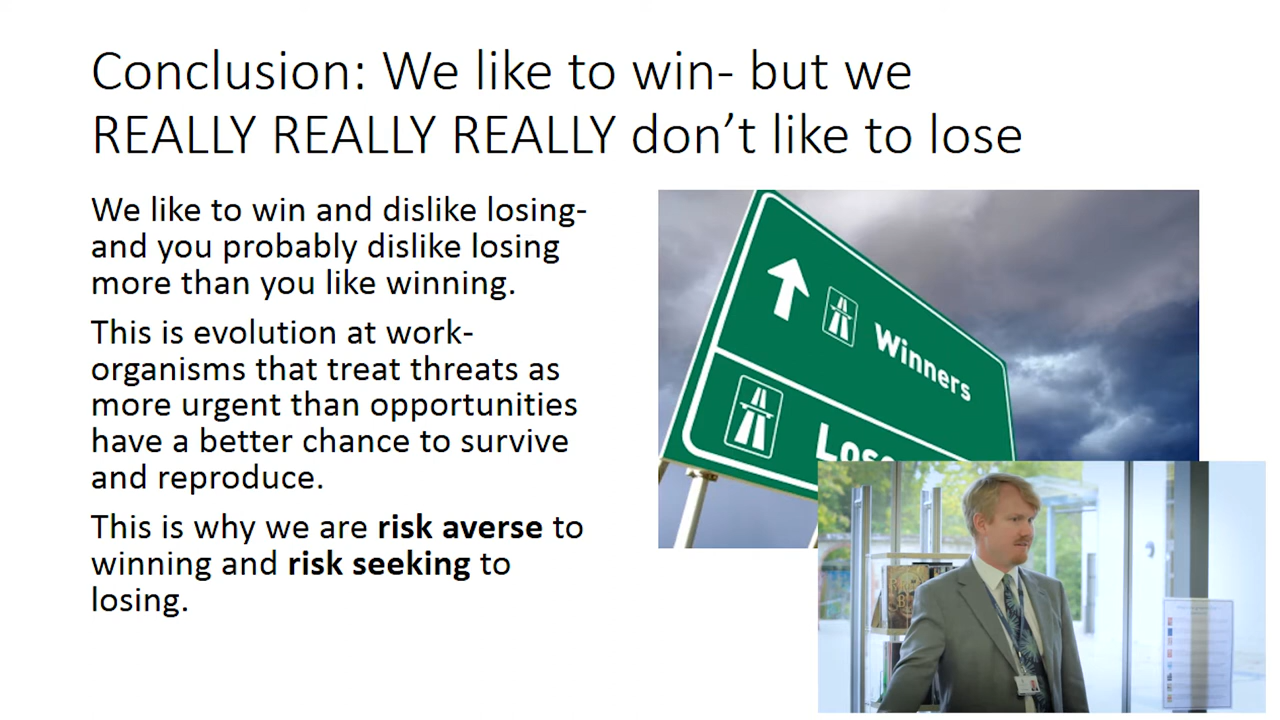 Conclusion: We like to win- but we
REALLY REALLY REALLY don’t like to lose
We like to win and dislike losing-
and you probably dislike losing
more than you like winning.
This is evolution at work-
organisms that treat threats as
more urgent than opportunities
have a better chance to survive
and reproduce.
This is why we are risk averse to
winning and risk seeking to
losing.
Winners